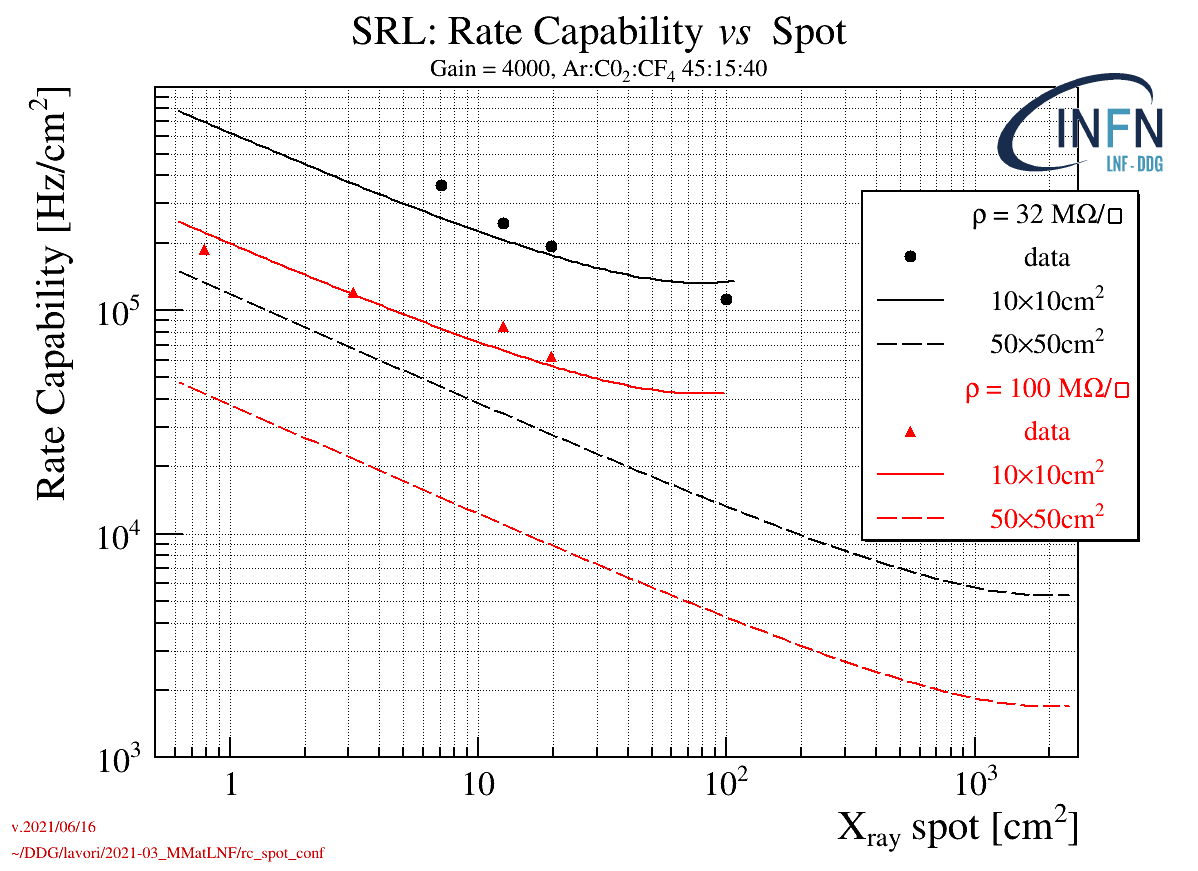 SRL: Rate Capability vs Spot
Gain = 4000, Ar:C0₂:CF₄ 45:15:40
INFN
LNF - DDG
Rate Capability [Hz/cm²]
10⁵
10⁴
10³
1
10
10²
10³
X_ray spot [cm²]
ρ = 32 MΩ/□
data
10×10cm²
50×50cm²
ρ = 100 MΩ/□
data
10×10cm²
50×50cm²
v.2021/06/16
~/DDG/lavori/2021-03_MMatLNF/rc_spot_conf